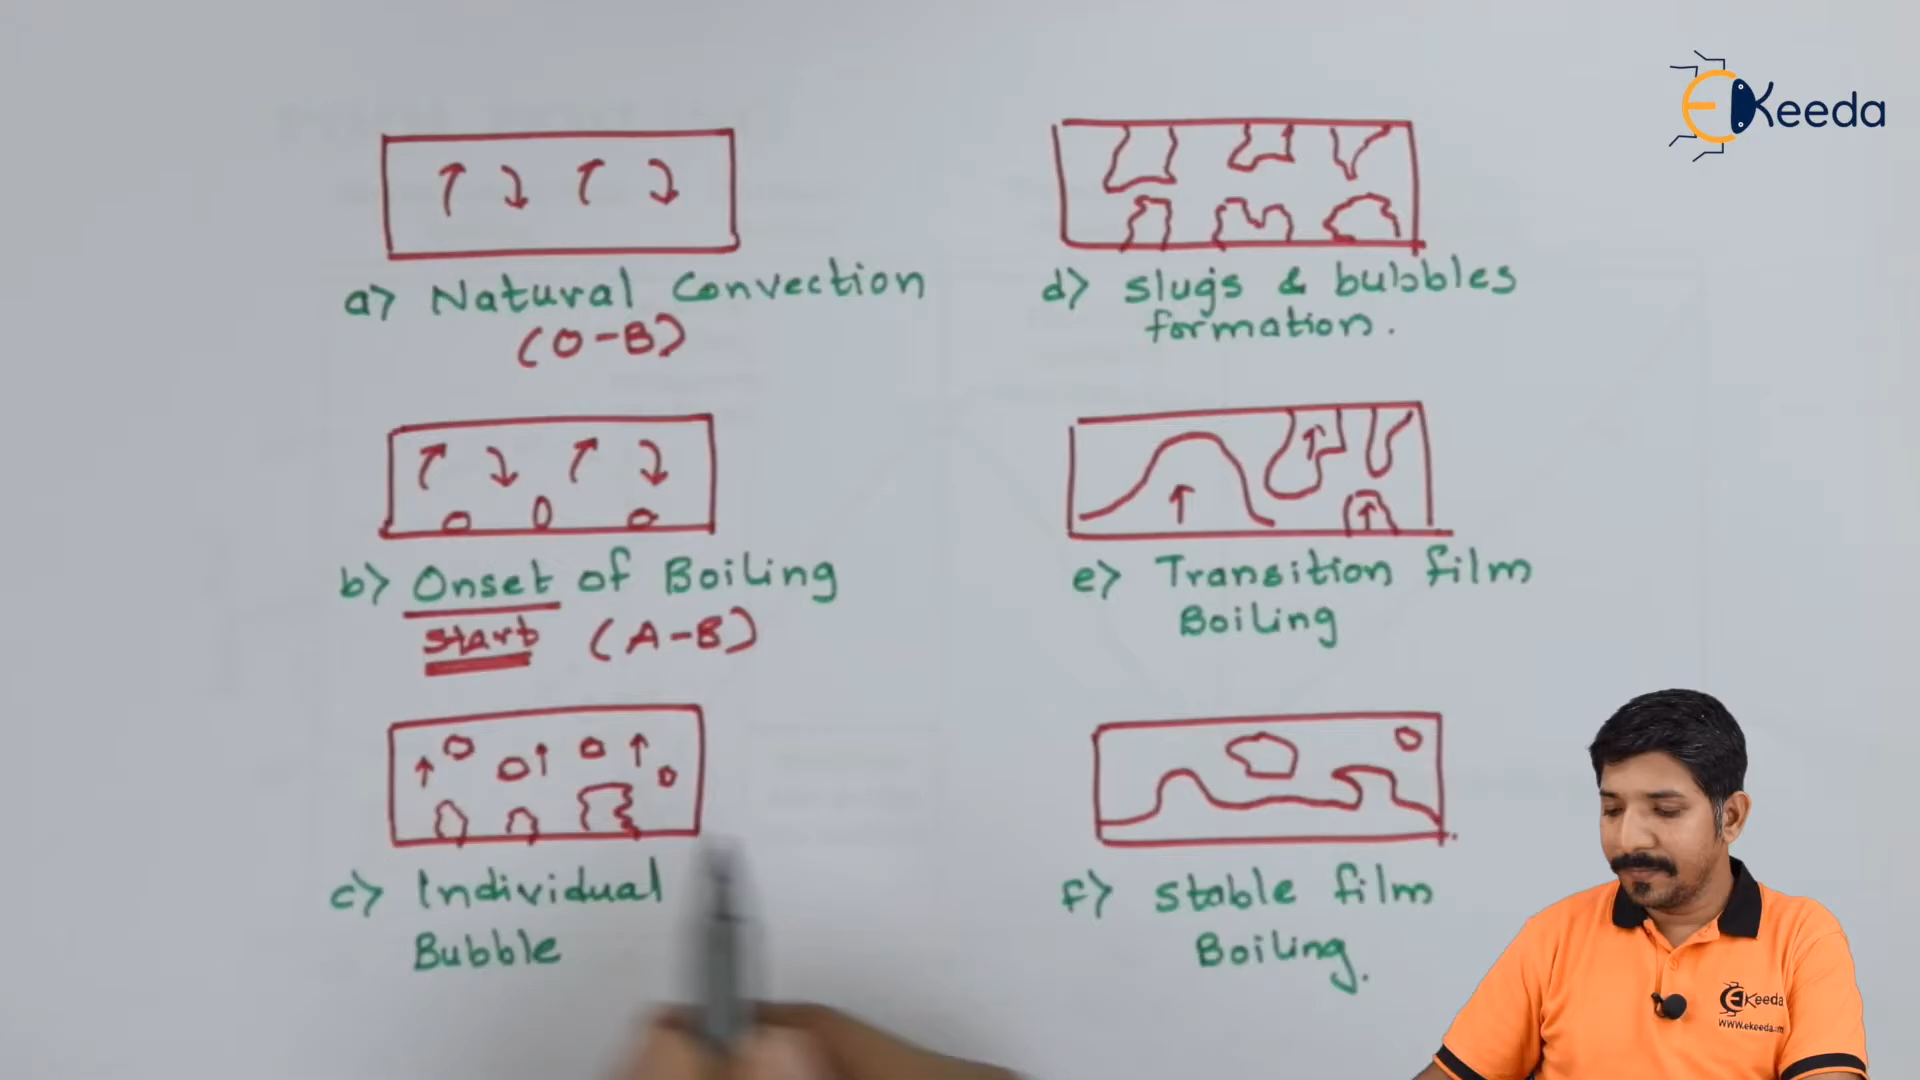 EKeeda
a) Natural Convection
(O-B)
b) Onset of Boiling
start (A-B)
c) Individual
Bubble
d) slugs & bubbles
formation.
e) Transition film
Boiling
f) stable film
Boiling.
EKeeda
www.ekeeda.com